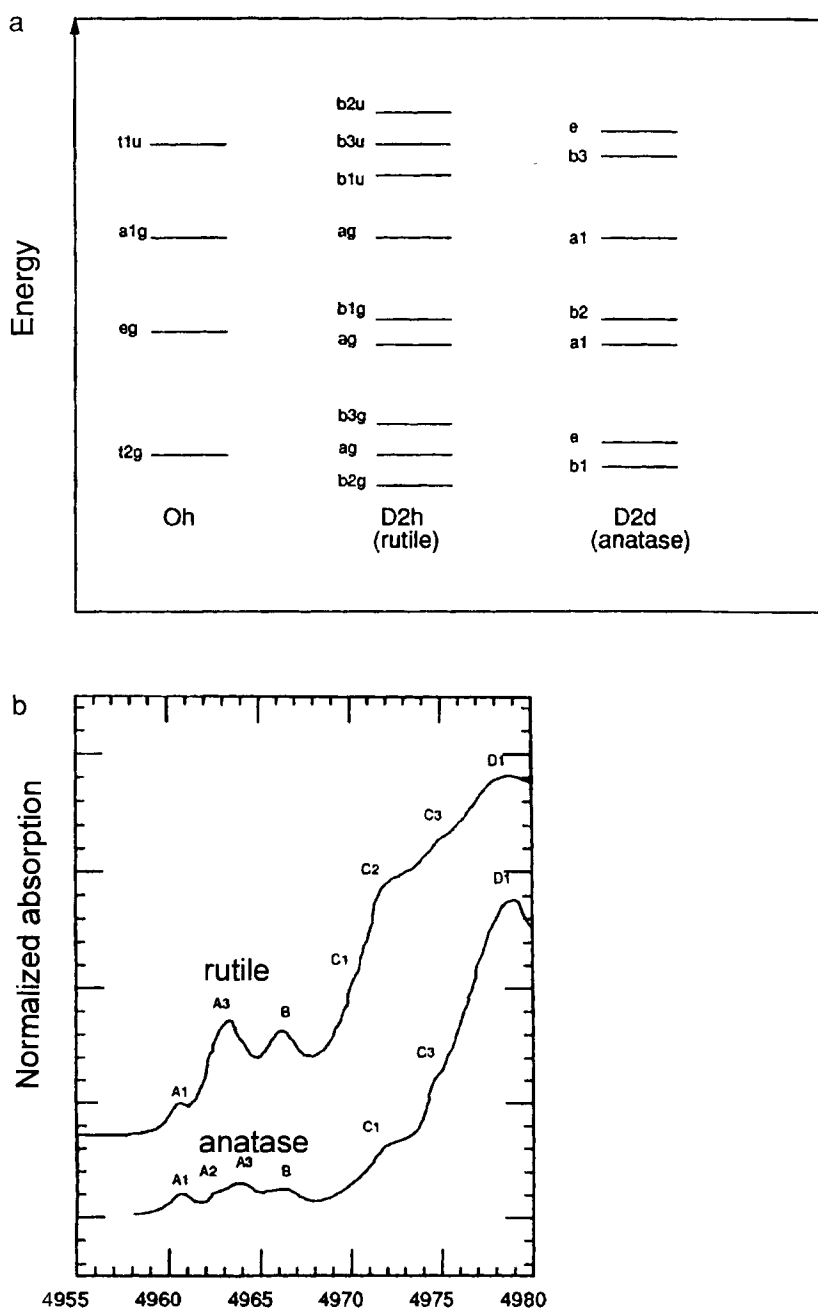 a
Energy
t1u
a1g
eg
t2g
Oh
b2u
b3u
b1u
ag
b1g
ag
b3g
ag
b2g
D2h
(rutile)
e
b3
a1
b2
a1
e
b1
D2d
(anatase)
b
Normalized absorption
rutile
A1
A3
B
C1
C2
C3
D1
anatase
A1
A2
A3
B
C1
C3
D1
4955 4960 4965 4970 4975 4980